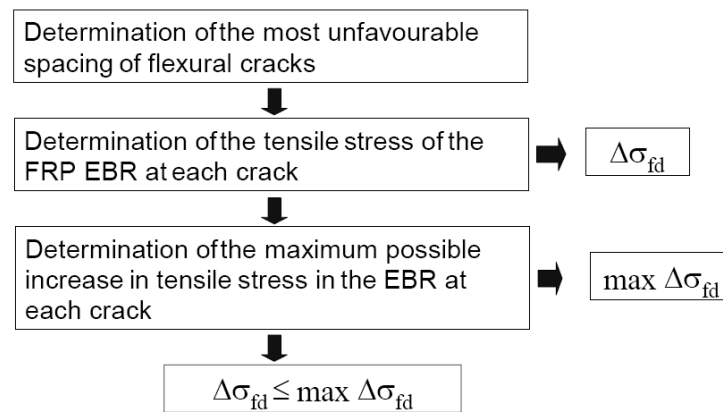 Determination of the most unfavourable
spacing of flexural cracks
Determination of the tensile stress of the
FRP EBR at each crack
Δσfd
Determination of the maximum possible
increase in tensile stress in the EBR at
each crack
max Δσfd
Δσfd ≤ max Δσfd